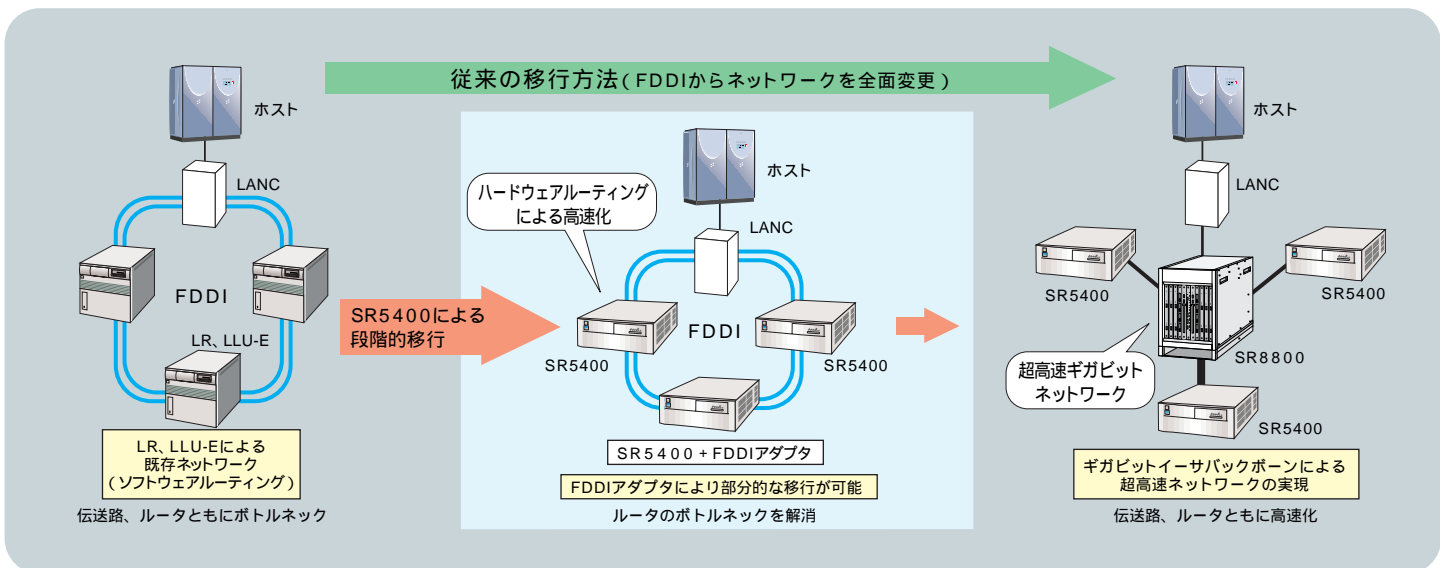 従来の移行方法(FDDIからネットワークを全面変更)
ホスト
LANC
FDDI
LR、LLU-E
LR、LLU-Eによる
既存ネットワーク
(ソフトウェアルーティング)
伝送路、ルータともにボトルネック
SR5400による
段階的移行
ハードウェアルーティング
による高速化
ホスト
LANC
FDDI
SR5400
SR5400
SR5400+FDDIアダプタ
FDDIアダプタにより部分的な移行が可能
ルータのボトルネックを解消
ホスト
LANC
SR5400
SR5400
SR8800
超高速ギガビット
ネットワーク
SR5400
ギガビットイーサバックボーンによる
超高速ネットワークの実現
伝送路、ルータともに高速化